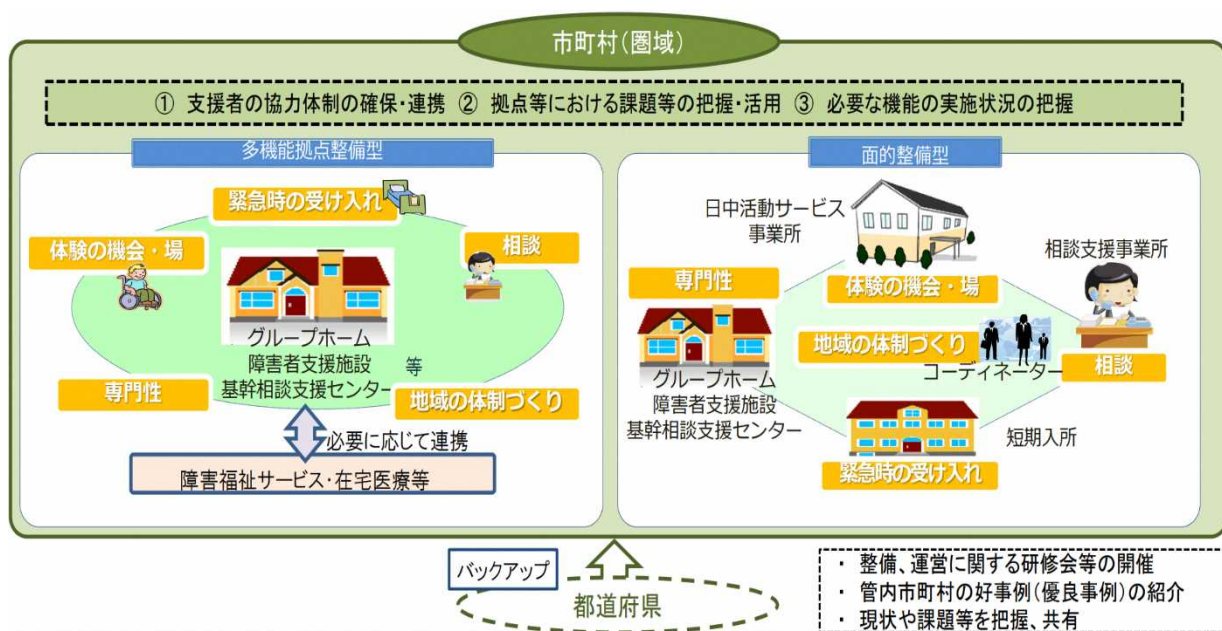 市町村(圏域)
① 支援者の協力体制の確保・連携 ② 拠点等における課題等の把握・活用 ③ 必要な機能の実施状況の把握
多機能拠点整備型
緊急時の受け入れ
体験の機会・場
相談
グループホーム
障害者支援施設
基幹相談支援センター
等
専門性
地域の体制づくり
必要に応じて連携
障害福祉サービス・在宅医療等
面的整備型
日中活動サービス
事業所
相談支援事業所
専門性
体験の機会・場
地域の体制づくり
コーディネーター
相談
グループホーム
障害者支援施設
基幹相談支援センター
短期入所
緊急時の受け入れ
バックアップ
都道府県
・ 整備、運営に関する研修会等の開催
・ 管内市町村の好事例(優良事例)の紹介
・ 現状や課題等を把握、共有